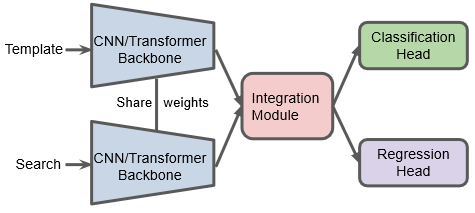 Template
CNN/Transformer
Backbone
Share weights
Search
CNN/Transformer
Backbone
Integration
Module
Classification
Head
Regression
Head